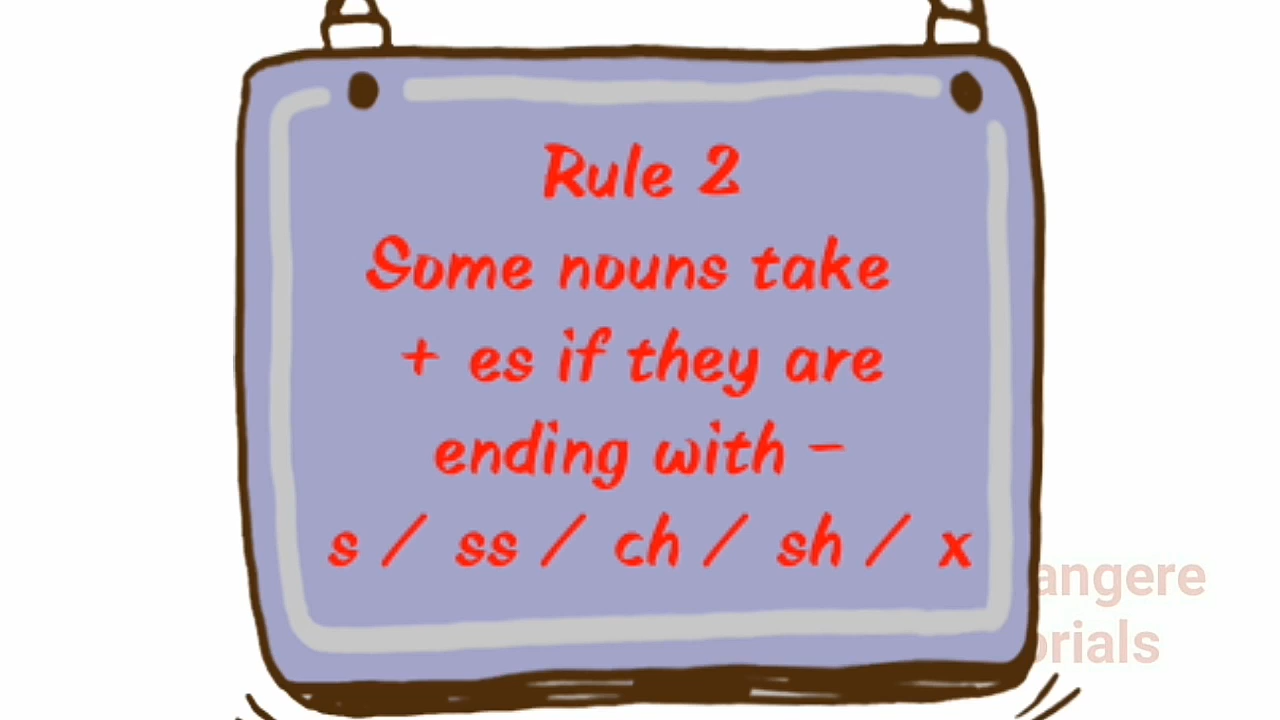 Rule 2
Some nouns take
+ es if they are
ending with -
s / ss / ch / sh / x